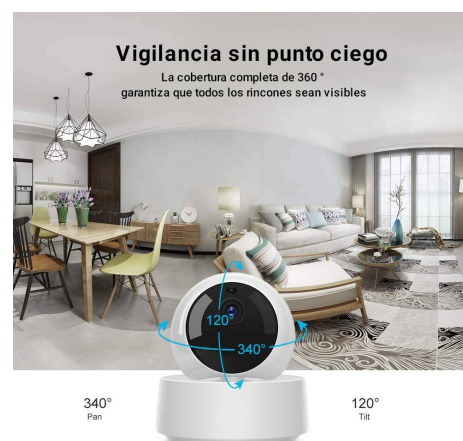 Vigilancia sin punto ciego
La cobertura completa de 360 °
garantiza que todos los rincones sean visibles
120°
340°
340°
Pan
120°
Tilt